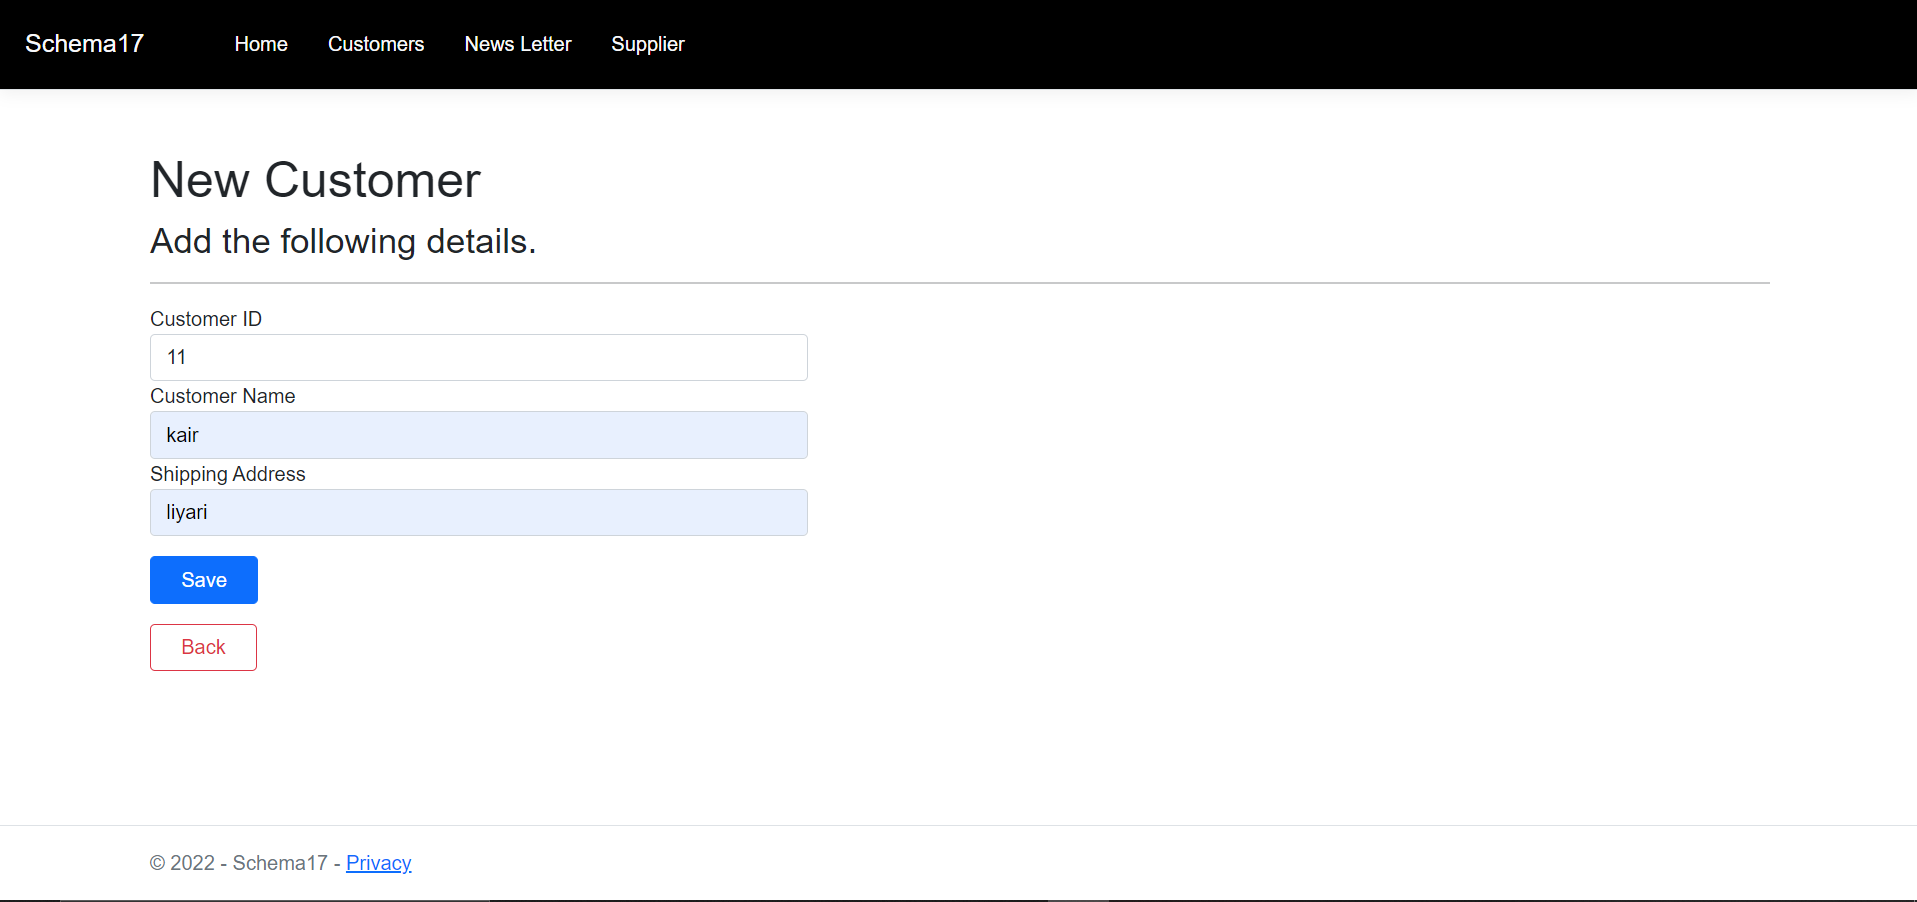 Schema17 Home Customers News Letter Supplier
New Customer
Add the following details.
Customer ID
11
Customer Name
kair
Shipping Address
liyari
Save
Back
© 2022 - Schema17 - Privacy